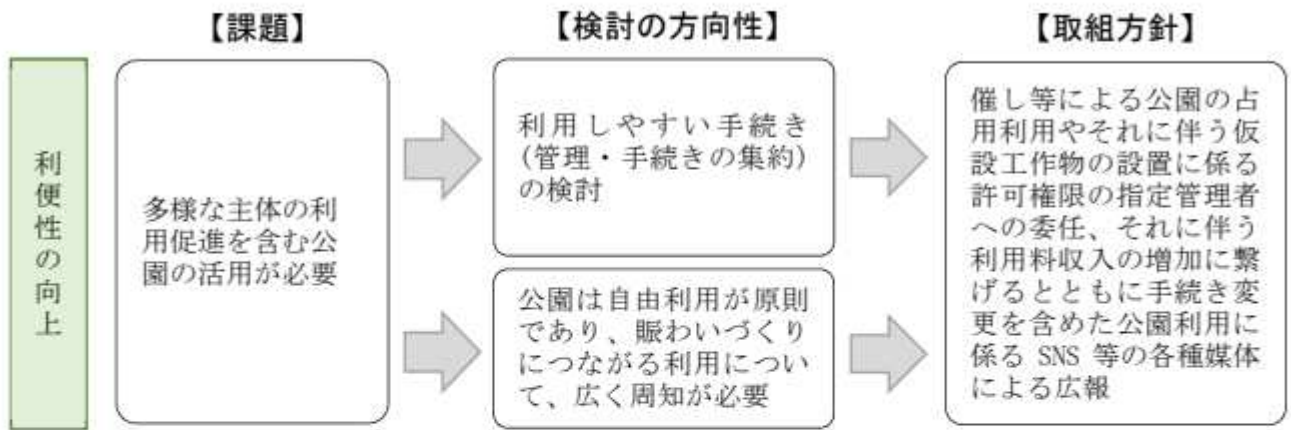 【課題】
【検討の方向性】
【取組方針】
利便性の向上
多様な主体の利
用促進を含む公
園の活用が必要
利用しやすい手続き
(管理・手続きの集約)
の検討
公園は自由利用が原則
であり、賑わいづくり
につながる利用につい
て、広く周知が必要
催し等による公園の占
用利用やそれに伴う仮
設工作物の設置に係る
許可権限の指定管理者
への委任、それに伴う
利用料収入の増加に繋
げるとともに手続き変
更を含めた公園利用に
係る SNS 等の各種媒体
による広報